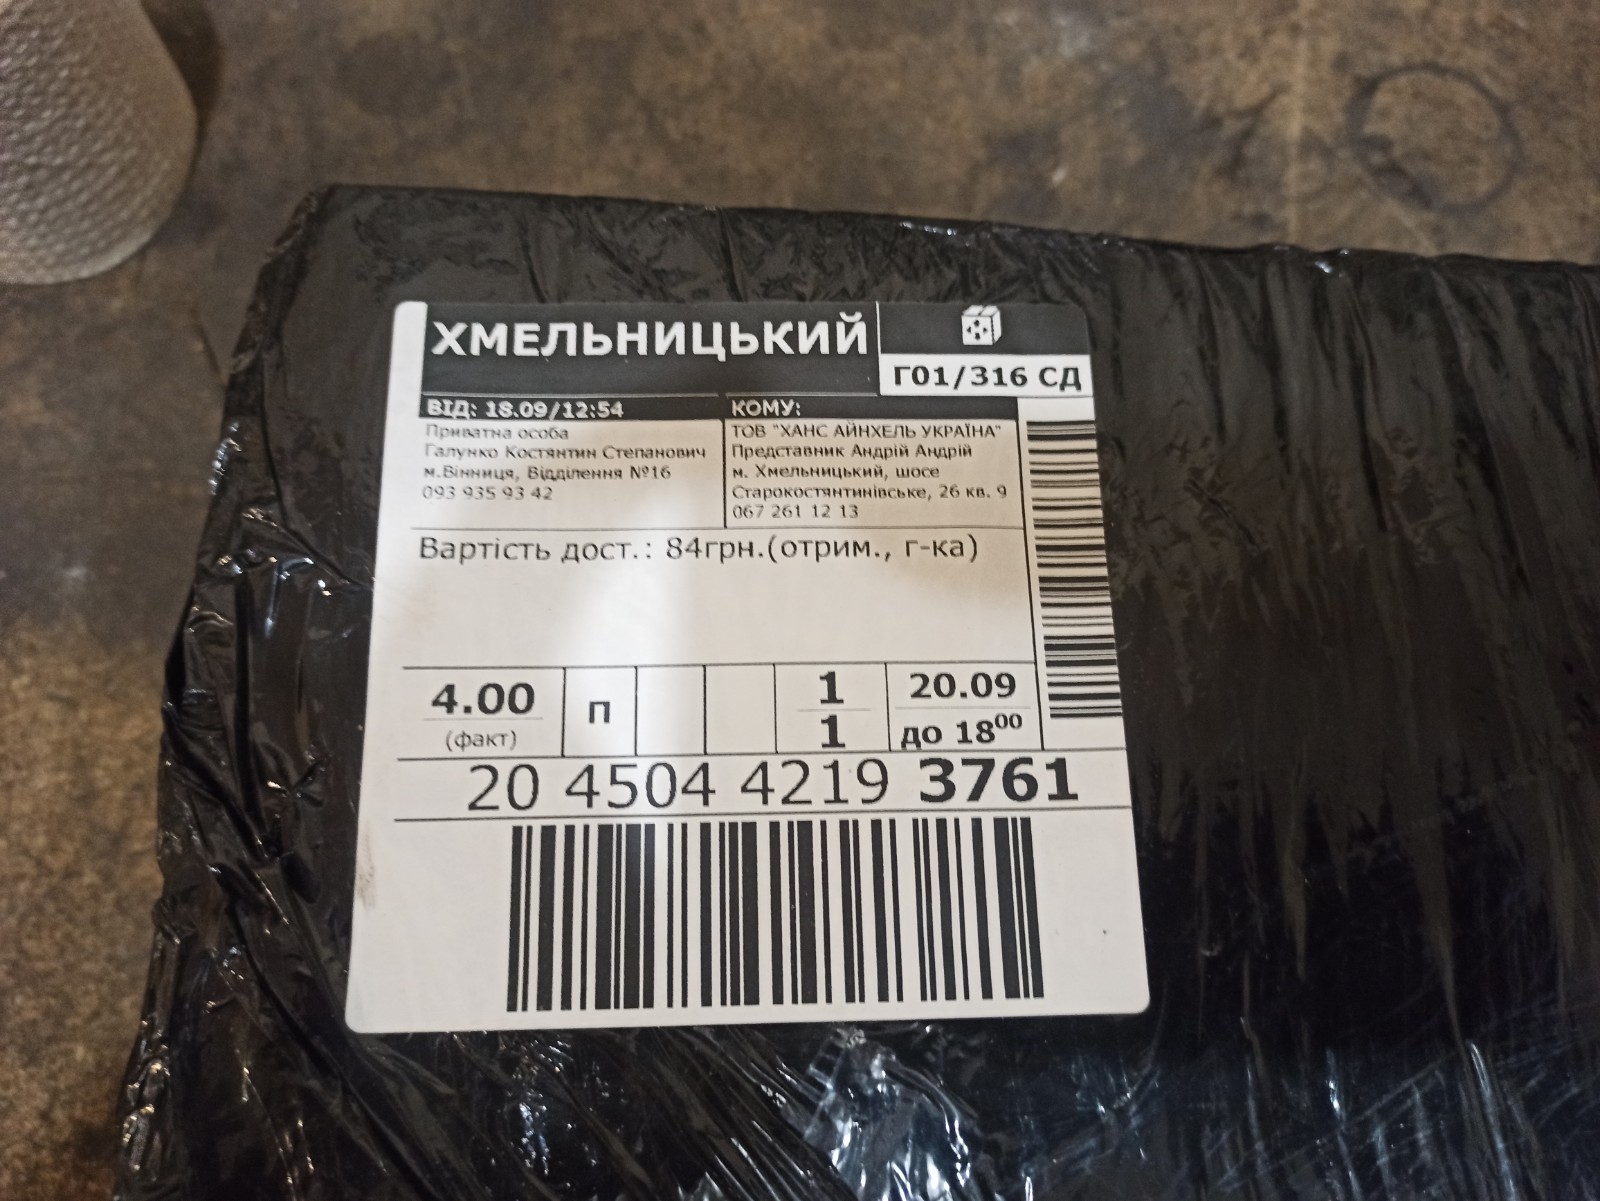 ХМЕЛЬНИЦЬКИЙ
Г01/316 СД
ВІД: 18.09/12:54
Приватна особа
Галунко Костянтин Степанович
м.Вінниця, Відділення №16
093 935 93 42
КОМУ:
ТОВ "ХАНС АЙНХЕЛЬ УКРАЇНА"
Представник Андрій Андрій
м. Хмельницький, шосе
Старокостянтинівське, 26 кв. 9
067 261 12 13
Вартість дост.: 84грн.(отрим., г-ка)
4.00
(факт)
П
1
1
20.09
до 18⁰⁰
20 4504 4219 3761